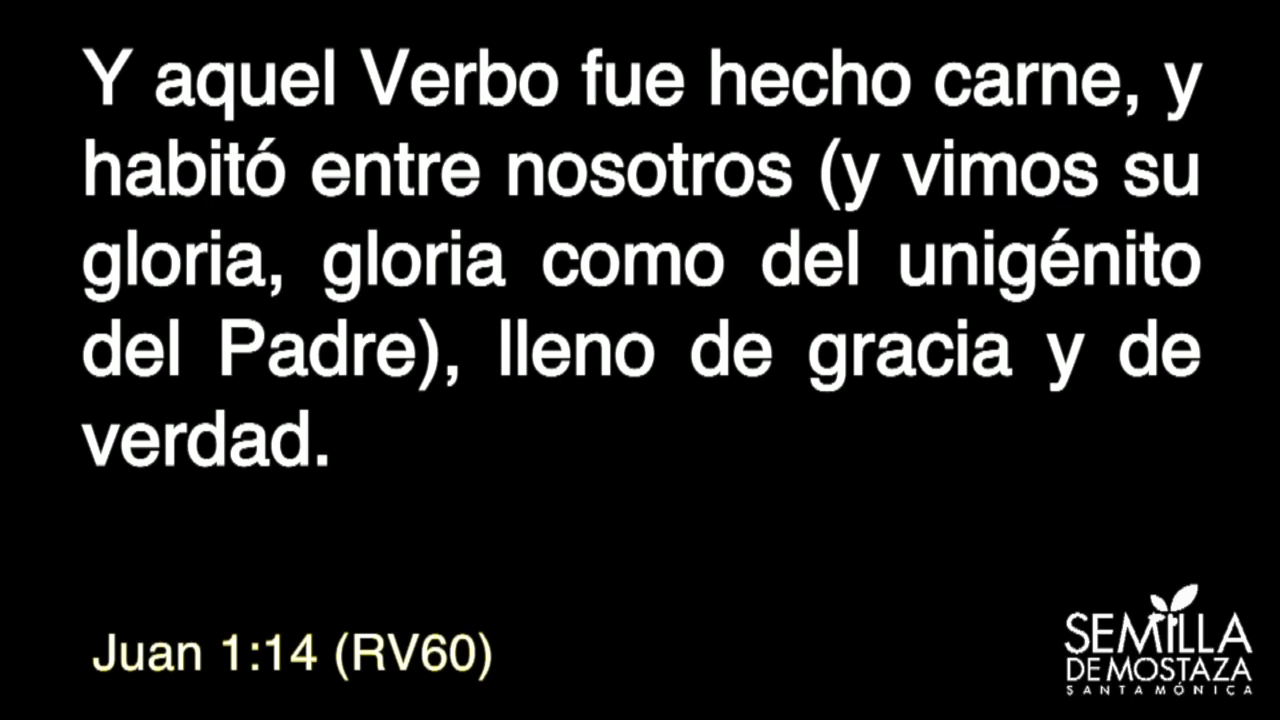 Y aquel Verbo fue hecho carne, y
habitó entre nosotros (y vimos su
gloria, gloria como del unigénito
del Padre), lleno de gracia y de
verdad.
Juan 1:14 (RV60)
SEMILLA
DE MOSTAZA
SANTA MÓNICA